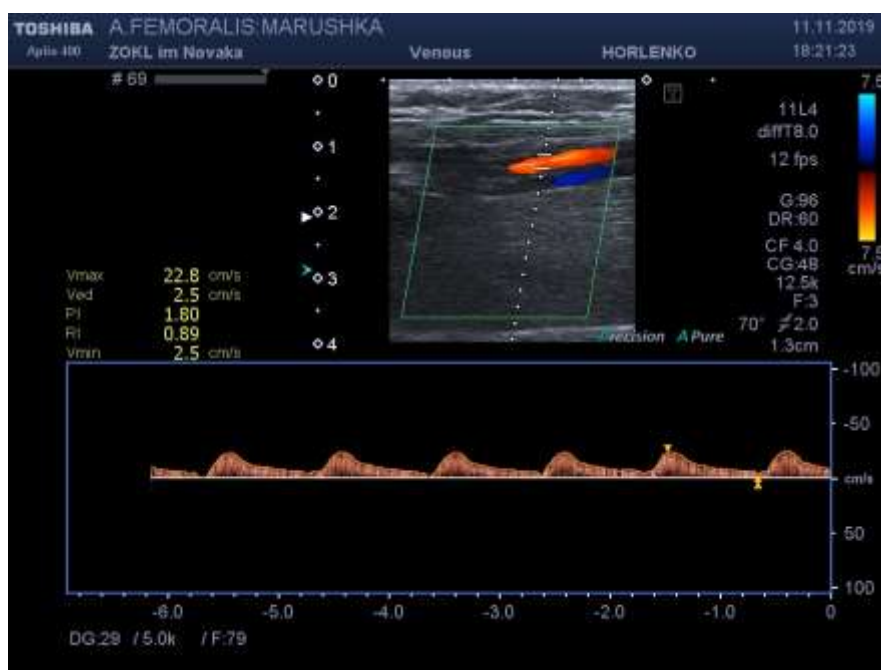 TOSHIBA A.FEMORALIS:MARUSHKA 11.11.2019
Aplio 400 ZOKL im Novaka Venous HORLENKO 18:21:23
# 69
0
1
2
3
4
T
7.5
cm/s
11L4
diffT8.0
12 fps
G:96
DR:60
CF 4.0
CG:48
12.5k
F:3
70° ≠2.0
1.3cm
Precision APure
Vmax 22.8 cm/s
Ved 2.5 cm/s
PI 1.80
RI 0.89
Vmin 2.5 cm/s
-100
-50
cm/s
50
100
-6.0 -5.0 -4.0 -3.0 -2.0 -1.0 0
DG:29 /5.0k /F:79